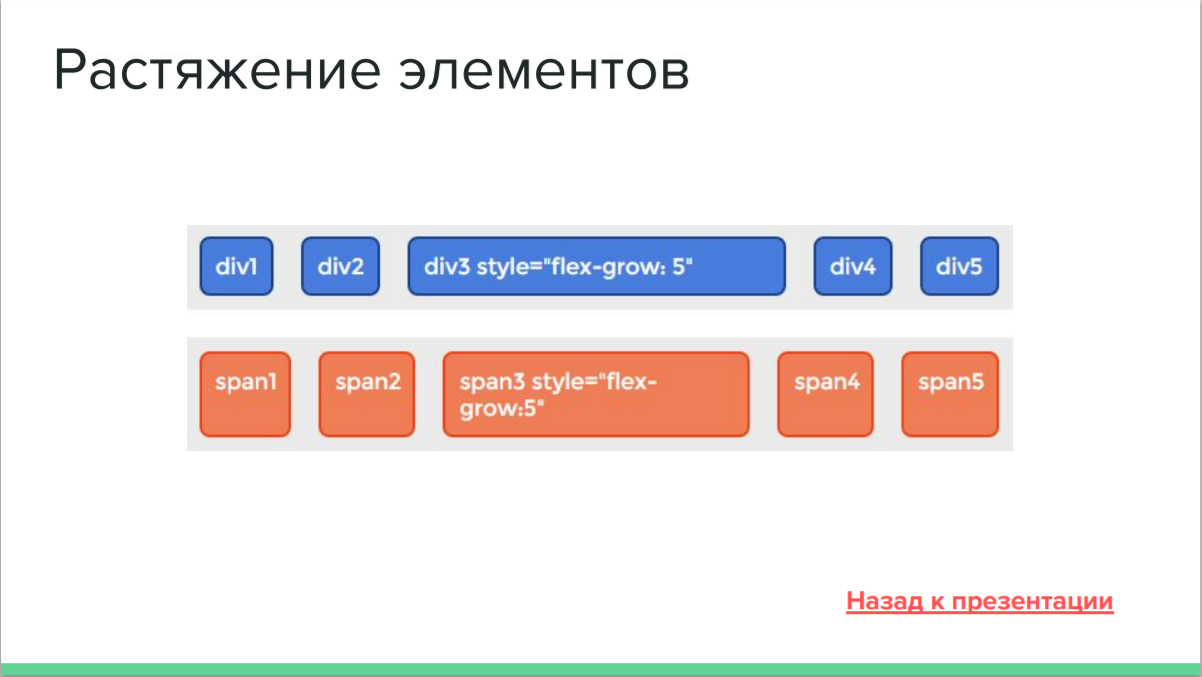 Растяжение элементов
div1 div2 div3 style="flex-grow: 5" div4 div5
span1 span2 span3 style="flex-
grow:5" span4 span5
Назад к презентации